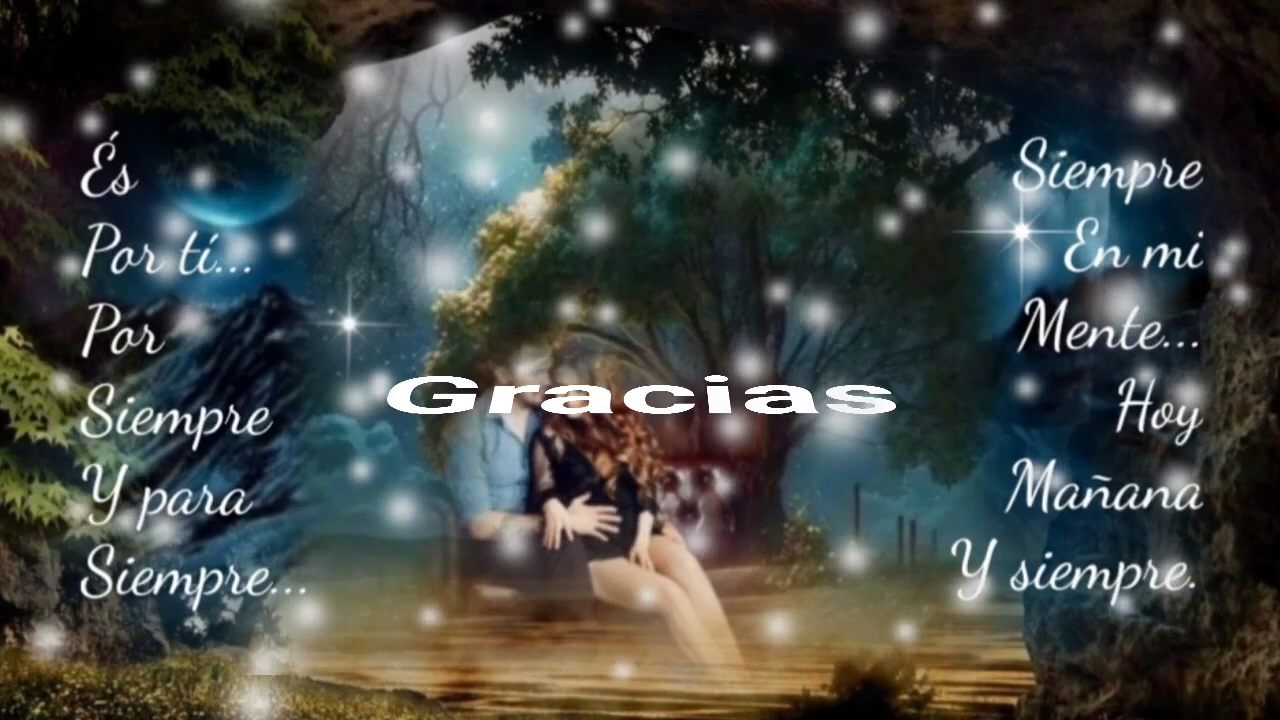 És
Por tí...
Por
Siempre
Y para
Siempre...
Gracias
Siempre
En mi
Mente...
Hoy
Mañana
Y siempre.